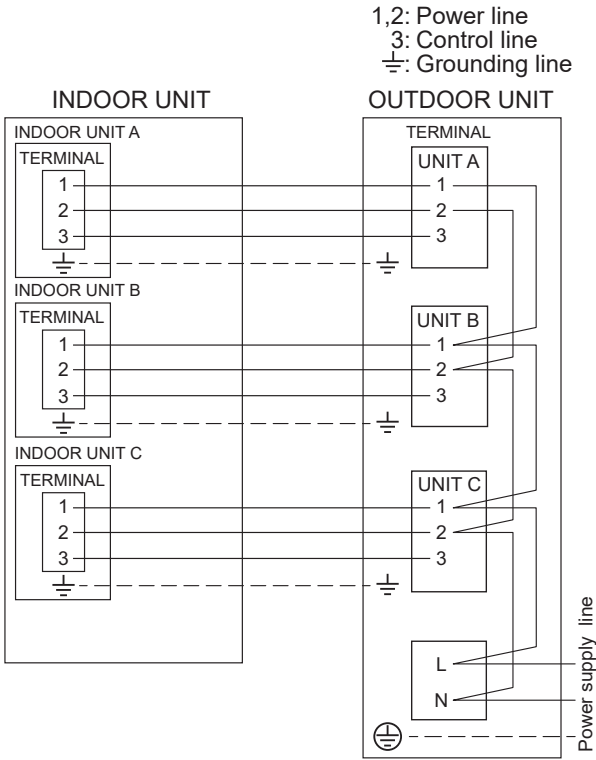 1,2: Power line
3: Control line
⏚: Grounding line
INDOOR UNIT
OUTDOOR UNIT
INDOOR UNIT A
TERMINAL
1
2
3
TERMINAL
UNIT A
1
2
3
INDOOR UNIT B
TERMINAL
1
2
3
UNIT B
1
2
3
INDOOR UNIT C
TERMINAL
1
2
3
UNIT C
1
2
3
L
N
Power supply line